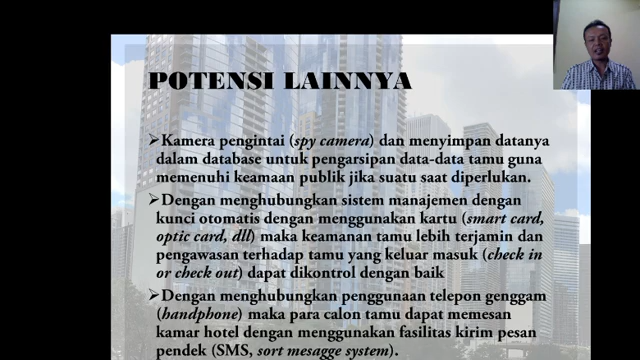 POTENSI LAINNYA
➢Kamera pengintai (spy camera) dan menyimpan datanya
dalam database untuk pengarsipan data-data tamu guna
memenuhi keamaan publik jika suatu saat diperlukan.
➢Dengan menghubungkan sistem manajemen dengan
kunci otomatis dengan menggunakan kartu (smart card,
optic card, dll) maka keamanan tamu lebih terjamin dan
pengawasan terhadap tamu yang keluar masuk (check in
or check out) dapat dikontrol dengan baik
➢Dengan menghubungkan penggunaan telepon genggam
(handphone) maka para calon tamu dapat memesan
kamar hotel dengan menggunakan fasilitas kirim pesan
pendek (SMS, sort mesagge system).